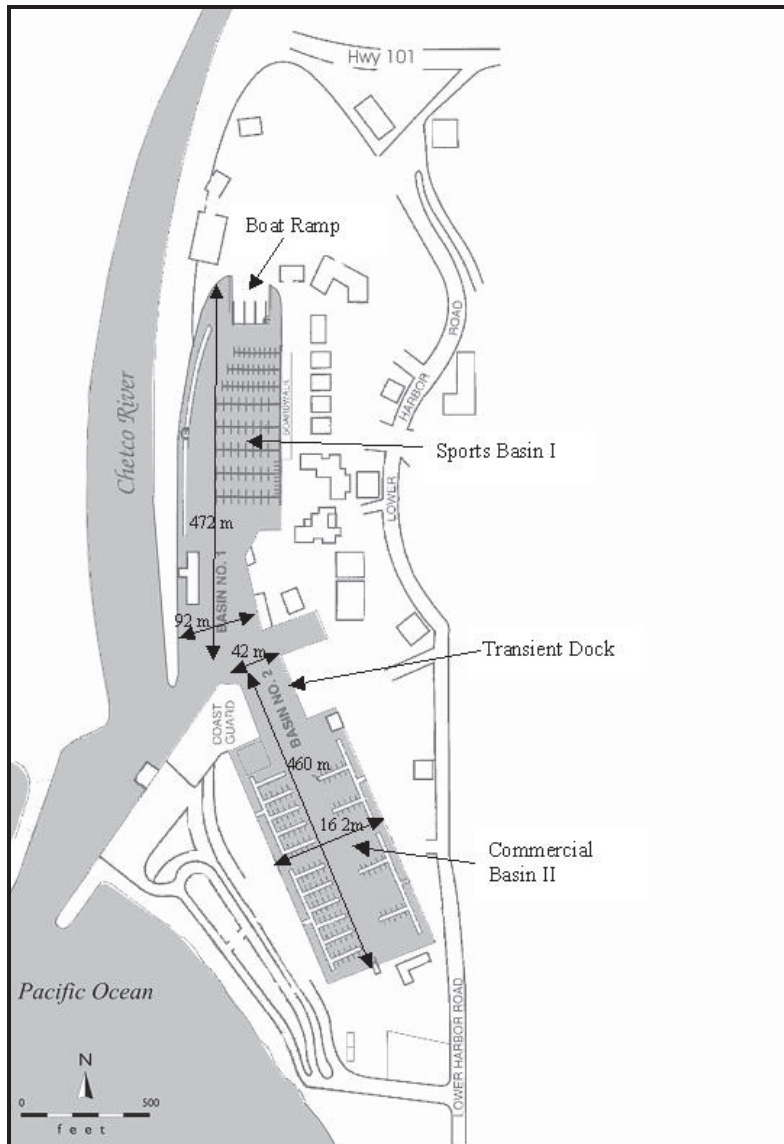 Hwy 101
Boat Ramp
ROAD
HARBOR
LOWER
BOARDWALK
Chetco River
Sports Basin I
472 m
BASIN NO. 1
92 m
42 m
Transient Dock
BASIN NO. 2
COAST
GUARD
460 m
16 2m
Commercial
Basin II
Pacific Ocean
LOWER HARBOR ROAD
N
0 500
feet